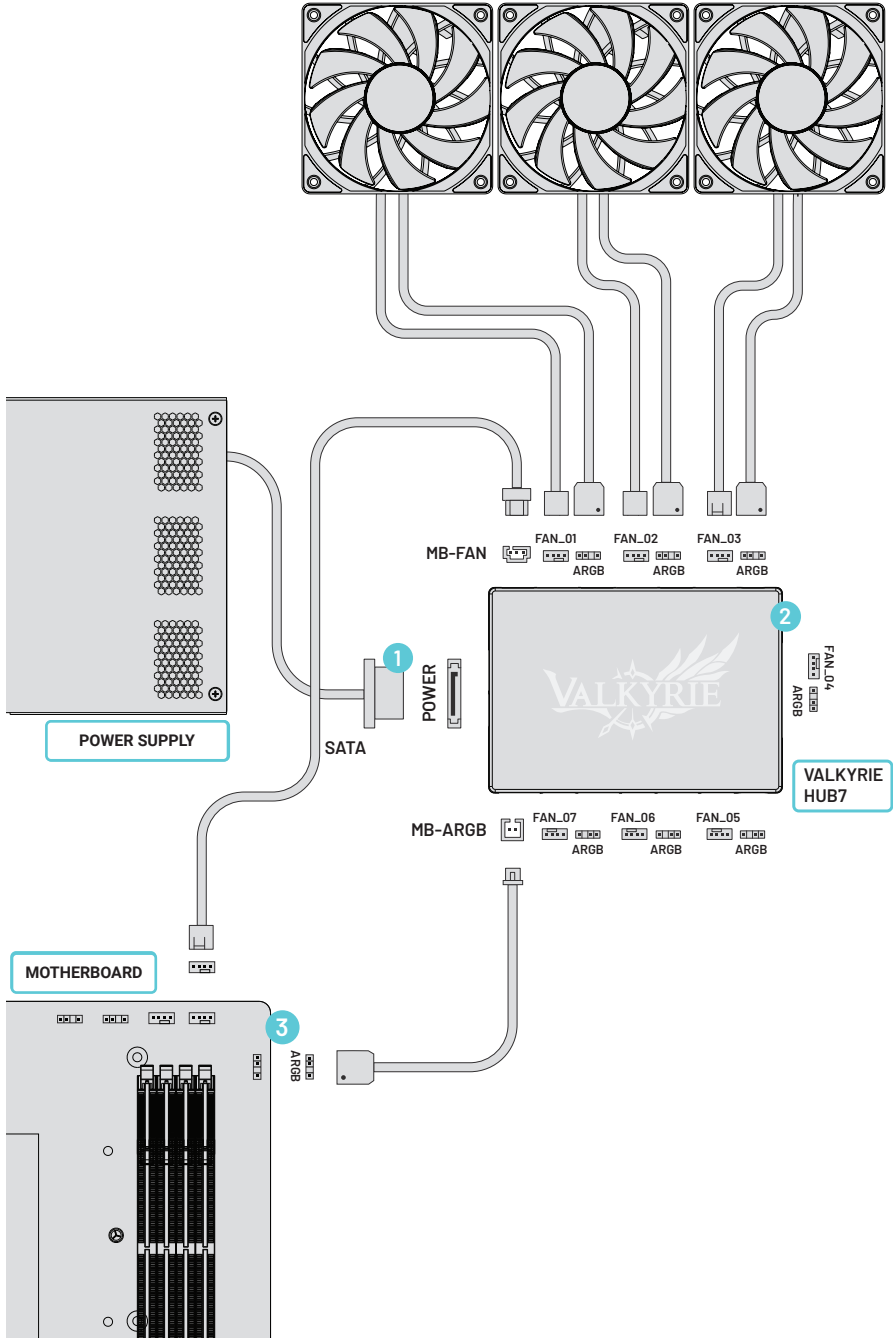 MB-FAN
FAN_01
ARGB
FAN_02
ARGB
FAN_03
ARGB
1
POWER
SATA
POWER SUPPLY
VALKYRIE
2
FAN_04
ARGB
VALKYRIE
HUB7
MB-ARGB
FAN_07
ARGB
FAN_06
ARGB
FAN_05
ARGB
MOTHERBOARD
3
ARGB